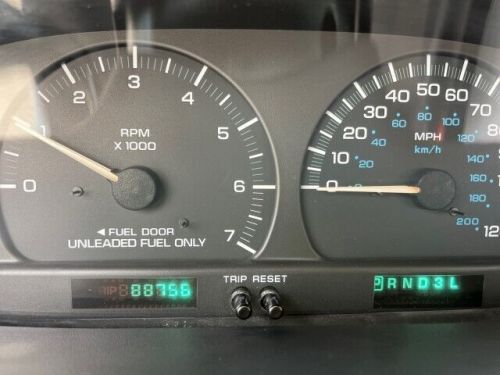 0 1 2 3 4 5 6 7
RPM
X 1000
◄ FUEL DOOR
UNLEADED FUEL ONLY
0 10 20 30 40 50 60 70
20 40 60 80 100 120 140 160 180 200
MPH
km/h
TRIP RESET
88756
P R N D 3 L